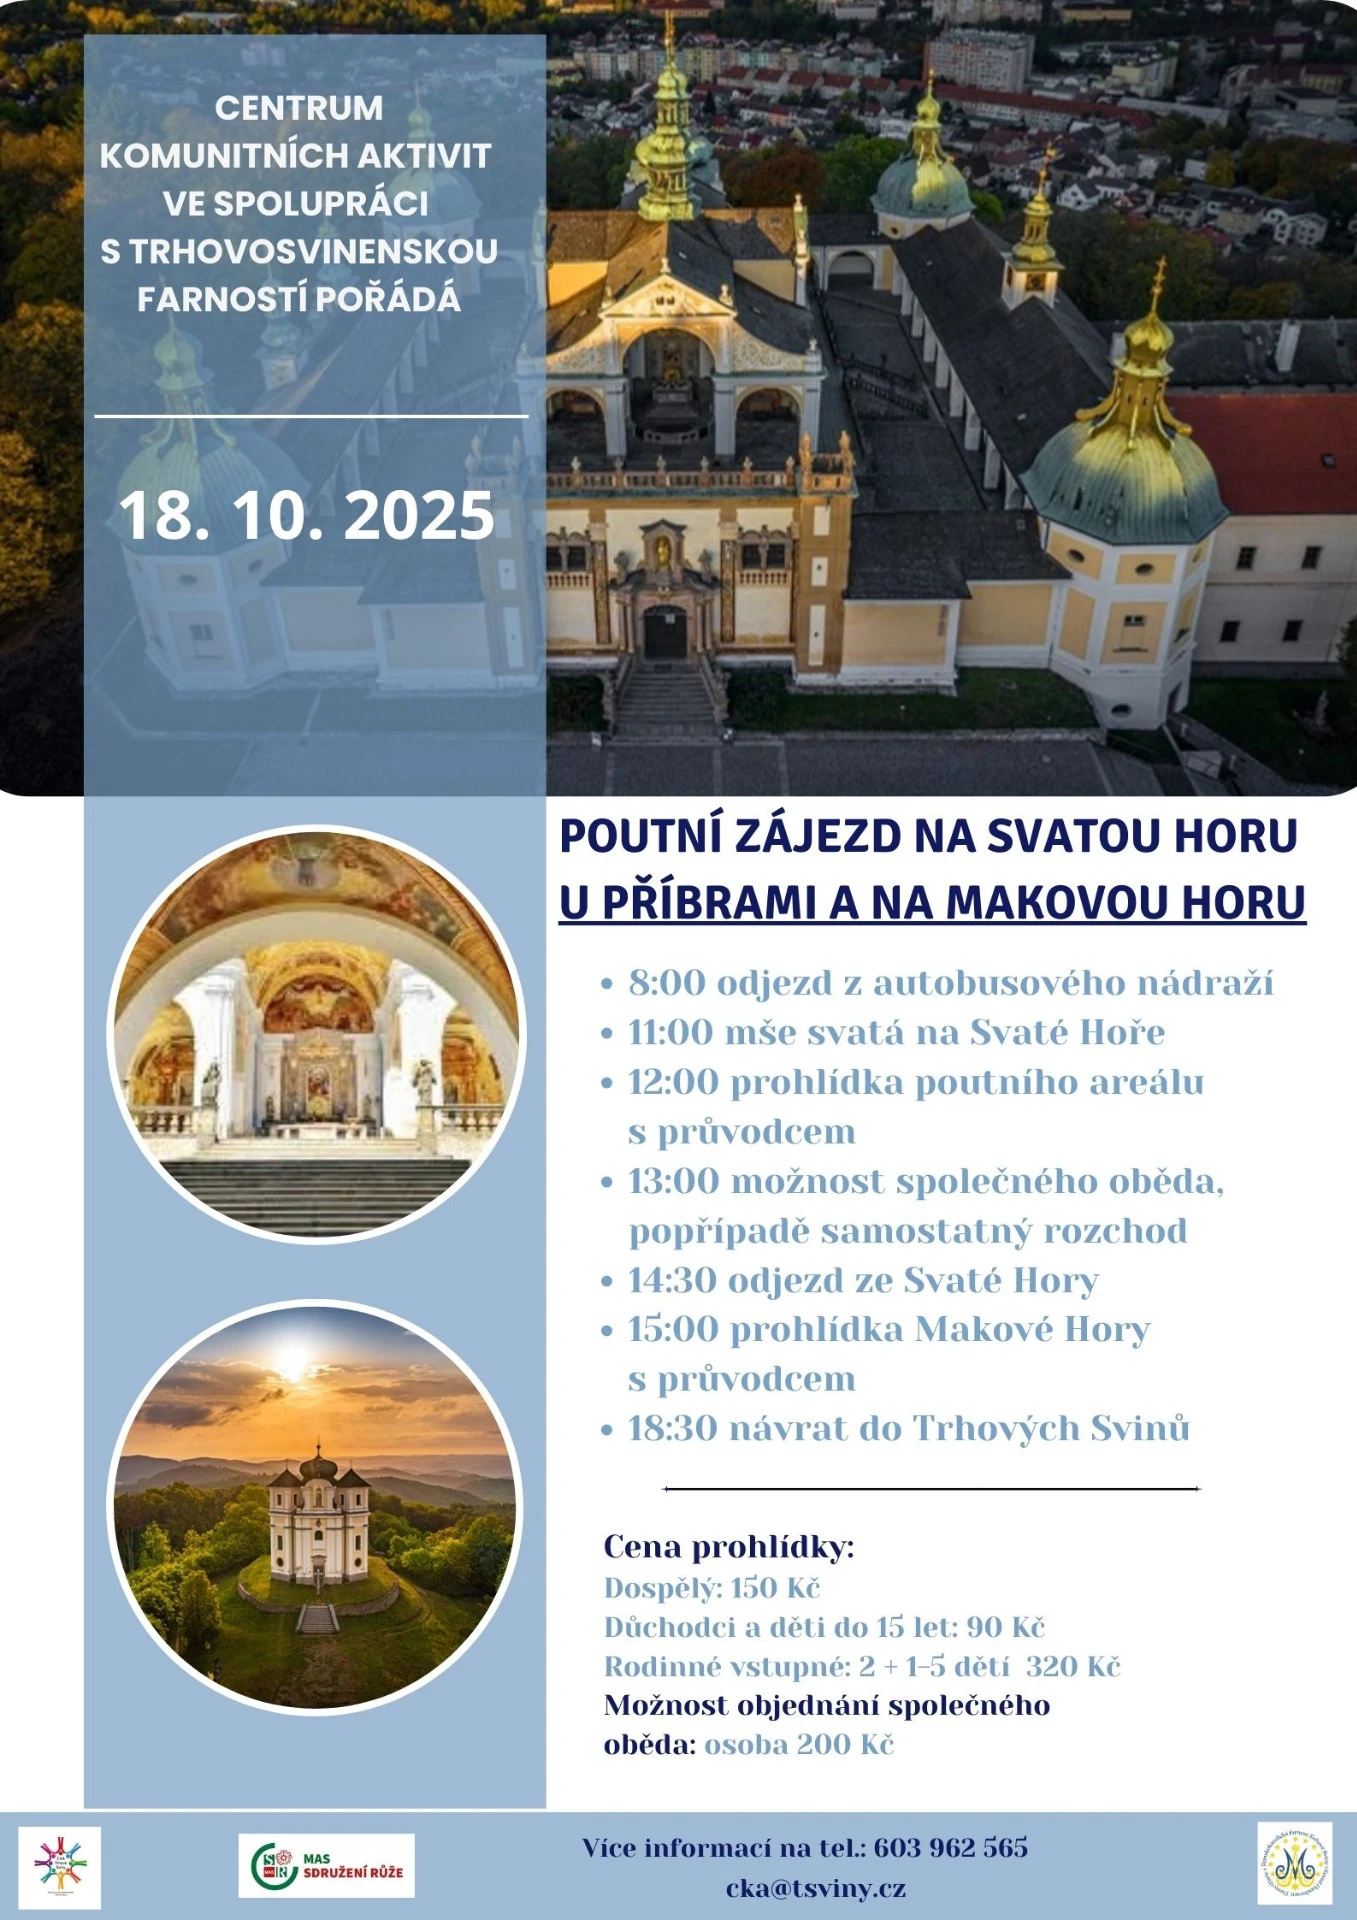 CENTRUM
KOMUNITNÍCH AKTIVIT
VE SPOLUPRÁCI
S TRHOVOSVINENSKOU
FARNOSTÍ POŘÁDÁ
18. 10. 2025
POUTNÍ ZÁJEZD NA SVATOU HORU
U PŘÍBRAMI A NA MAKOVOU HORU
• 8:00 odjezd z autobusového nádraží
• 11:00 mše svatá na Svaté Hoře
• 12:00 prohlídka poutního areálu
s průvodcem
• 13:00 možnost společného oběda,
popřípadě samostatný rozchod
• 14:30 odjezd ze Svaté Hory
• 15:00 prohlídka Makové Hory
s průvodcem
• 18:30 návrat do Trhových Svinů
Cena prohlídky:
Dospělý: 150 Kč
Důchodci a děti do 15 let: 90 Kč
Rodinné vstupné: 2 + 1-5 dětí 320 Kč
Možnost objednání společného
oběda: osoba 200 Kč
MAS
SDRUŽENÍ RŮŽE
Více informací na tel.: 603 962 565
cka@tsviny.cz